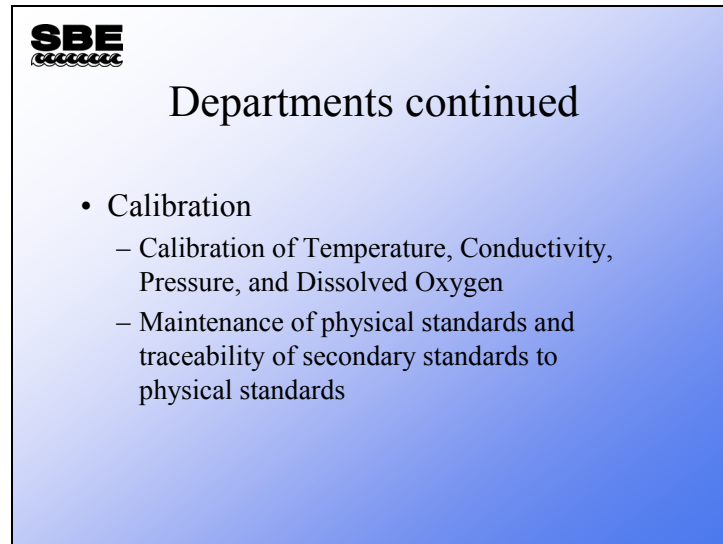 SBE
Departments continued
• Calibration
– Calibration of Temperature, Conductivity,
Pressure, and Dissolved Oxygen
– Maintenance of physical standards and
traceability of secondary standards to
physical standards